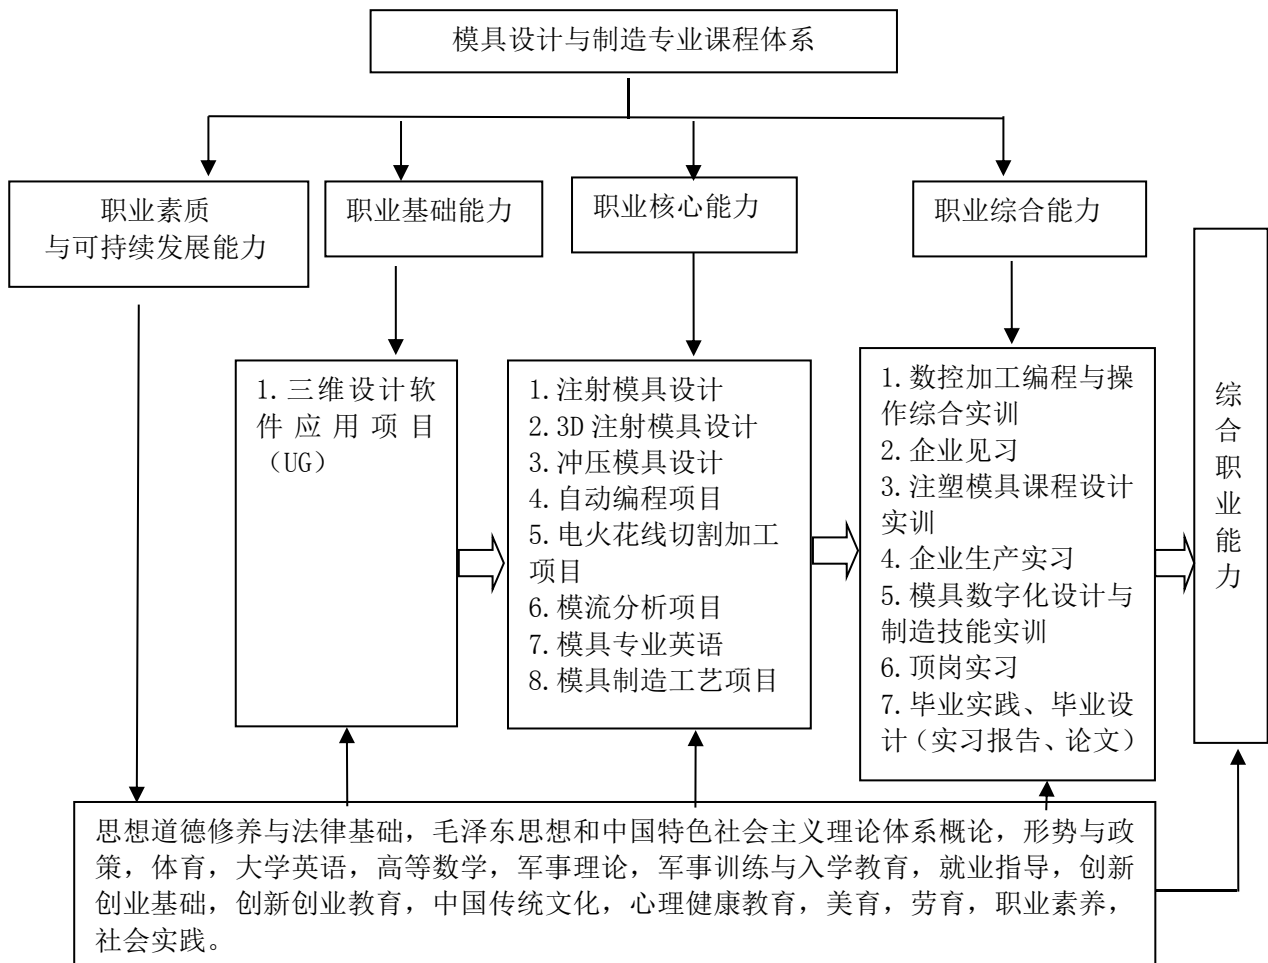 模具设计与制造专业课程体系
职业素质
与可持续发展能力
职业基础能力
职业核心能力
职业综合能力
1.三维设计软
件应用项目
（UG）
1.注射模具设计
2.3D注射模具设计
3.冲压模具设计
4.自动编程项目
5.电火花线切割加工
项目
6.模流分析项目
7.模具专业英语
8.模具制造工艺项目
1.数控加工编程与操
作综合实训
2.企业见习
3.注塑模具课程设计
实训
4.企业生产实习
5.模具数字化设计与
制造技能实训
6.顶岗实习
7.毕业实践、毕业设
计（实习报告、论文）
综
合
职
业
能
力
思想道德修养与法律基础，毛泽东思想和中国特色社会主义理论体系概论，形势与政
策，体育，大学英语，高等数学，军事理论，军事训练与入学教育，就业指导，创新
创业基础，创新创业教育，中国传统文化，心理健康教育，美育，劳育，职业素养，
社会实践。